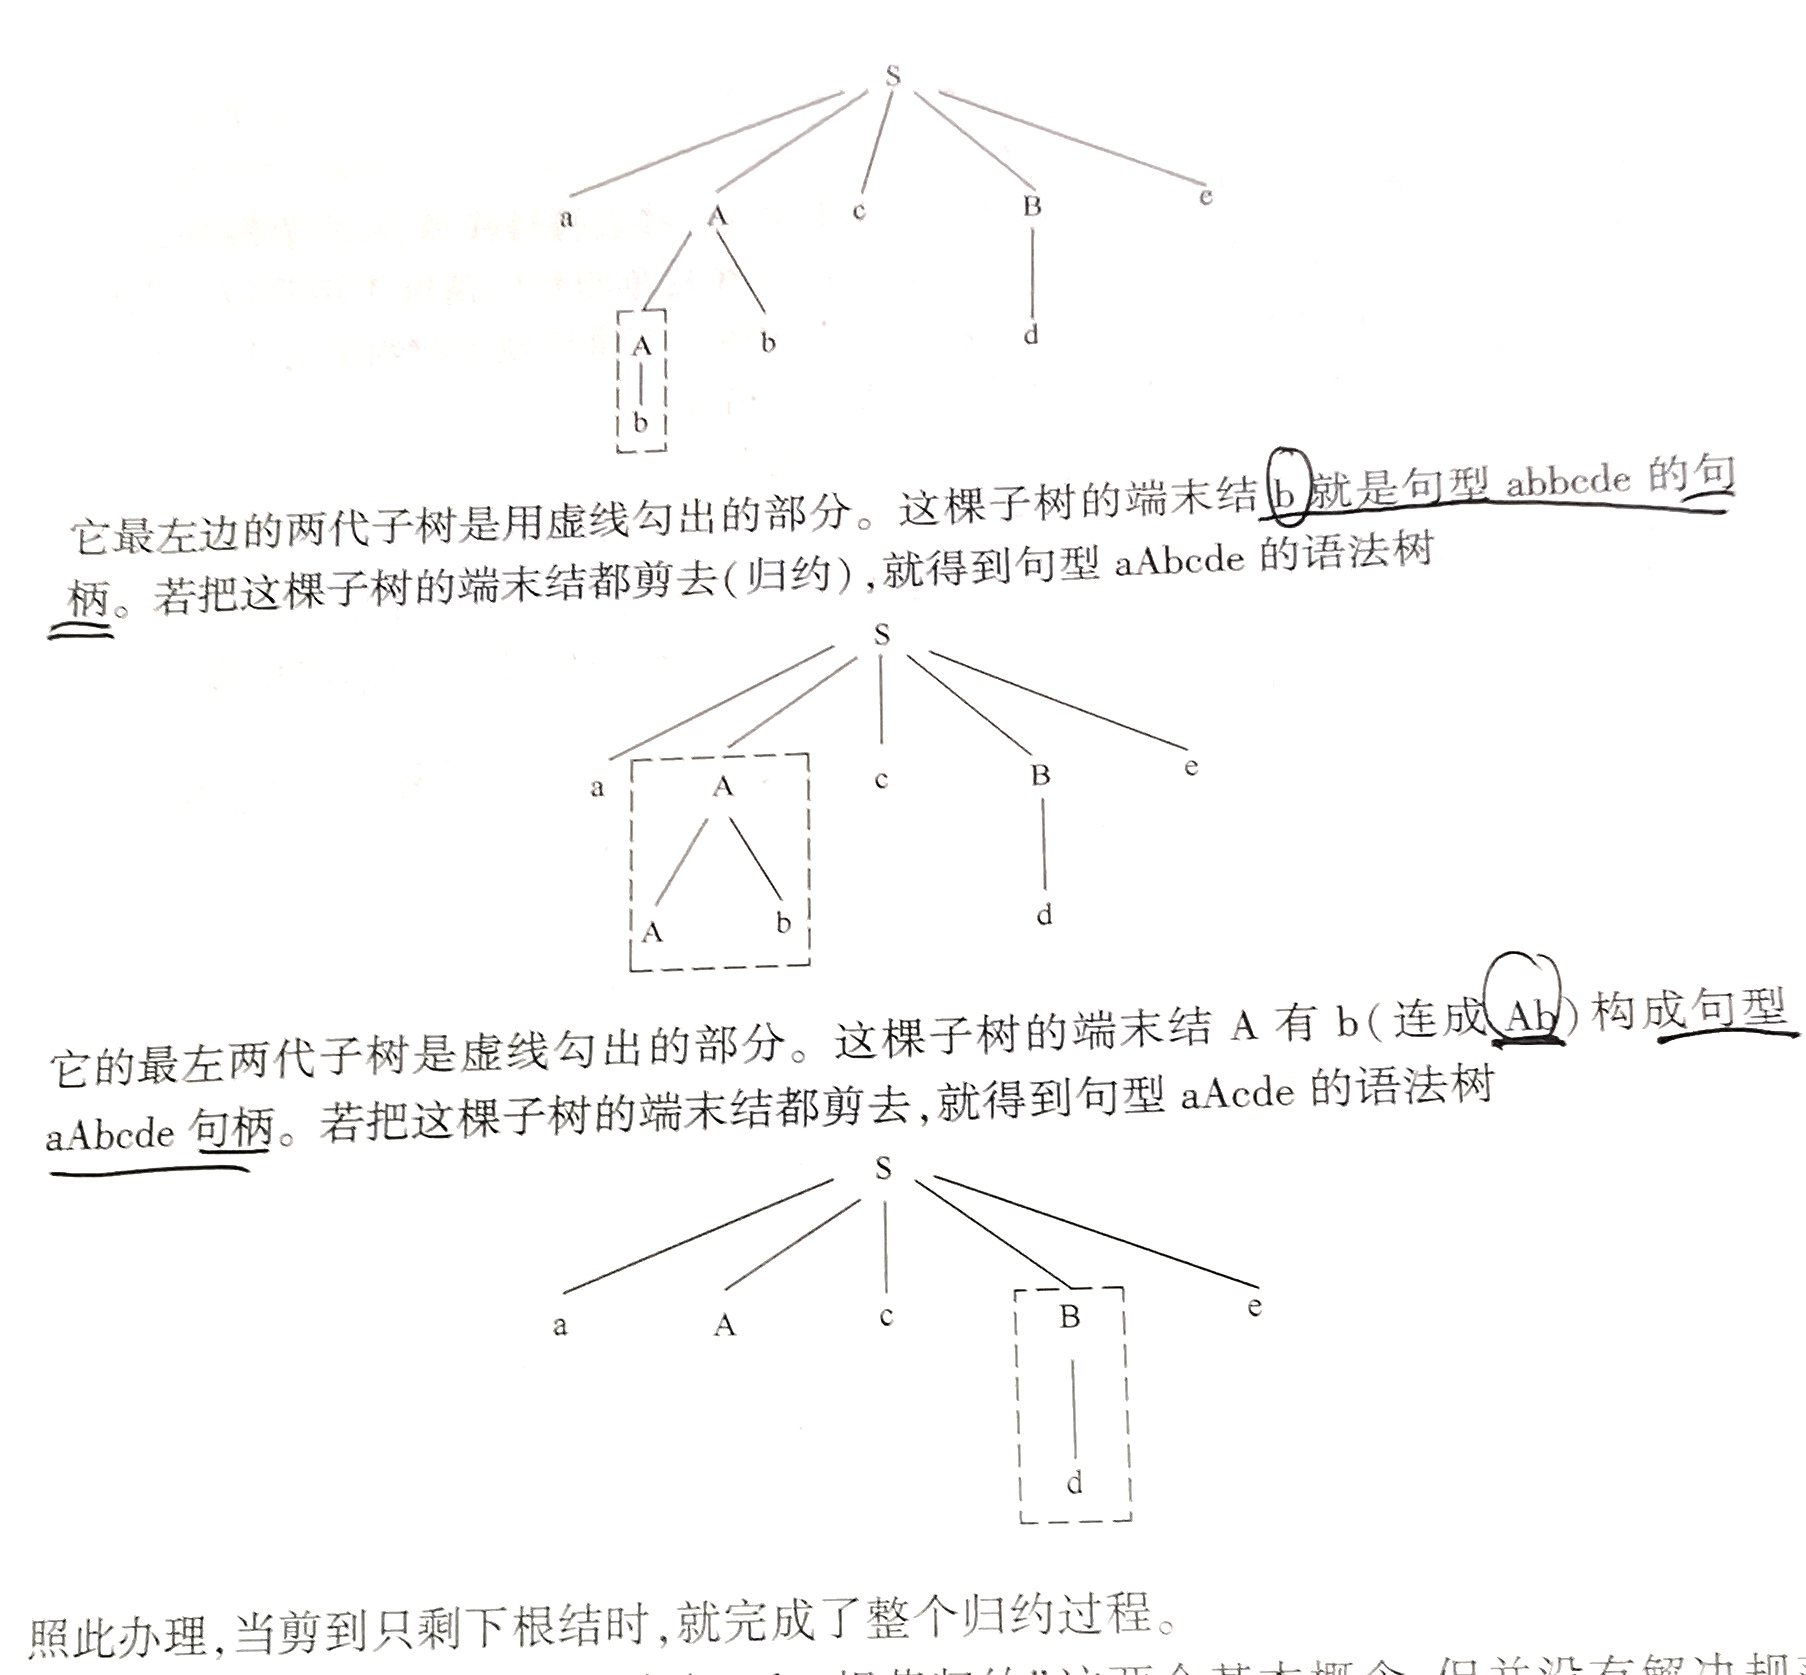 S
a A c B e
A b d
b
它最左边的两代子树是用虚线勾出的部分。这棵子树的端末结 b 就是句型 abbcde 的句
柄。若把这棵子树的端末结都剪去(归约),就得到句型 aAbcde 的语法树
S
a A c B e
A b d
它的最左两代子树是虚线勾出的部分。这棵子树的端末结 A 有 b(连成 Ab)构成句型
aAbcde 句柄。若把这棵子树的端末结都剪去,就得到句型 aAcde 的语法树
S
a A c B e
d
照此办理,当剪到只剩下根结时,就完成了整个归约过程。